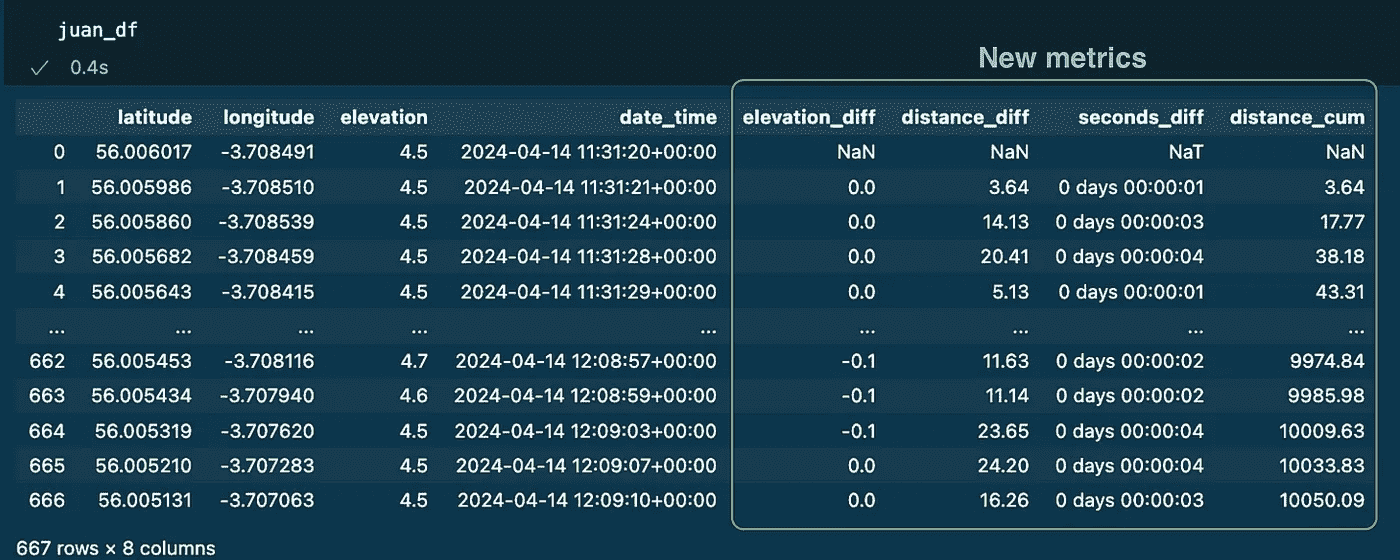 juan_df
✓ 0.4s
New metrics
latitude longitude elevation date_time elevation_diff distance_diff seconds_diff distance_cum
0 56.006017 -3.708491 4.5 2024-04-14 11:31:20+00:00 NaN NaN NaT NaN
1 56.005986 -3.708510 4.5 2024-04-14 11:31:21+00:00 0.0 3.64 0 days 00:00:01 3.64
2 56.005860 -3.708539 4.5 2024-04-14 11:31:24+00:00 0.0 14.13 0 days 00:00:03 17.77
3 56.005682 -3.708459 4.5 2024-04-14 11:31:28+00:00 0.0 20.41 0 days 00:00:04 38.18
4 56.005643 -3.708415 4.5 2024-04-14 11:31:29+00:00 0.0 5.13 0 days 00:00:01 43.31
... ... ... ... ... ... ... ... ...
662 56.005453 -3.708116 4.7 2024-04-14 12:08:57+00:00 -0.1 11.63 0 days 00:00:02 9974.84
663 56.005434 -3.707940 4.6 2024-04-14 12:08:59+00:00 -0.1 11.14 0 days 00:00:02 9985.98
664 56.005319 -3.707620 4.5 2024-04-14 12:09:03+00:00 -0.1 23.65 0 days 00:00:04 10009.63
665 56.005210 -3.707283 4.5 2024-04-14 12:09:07+00:00 0.0 24.20 0 days 00:00:04 10033.83
666 56.005131 -3.707063 4.5 2024-04-14 12:09:10+00:00 0.0 16.26 0 days 00:00:03 10050.09
667 rows × 8 columns